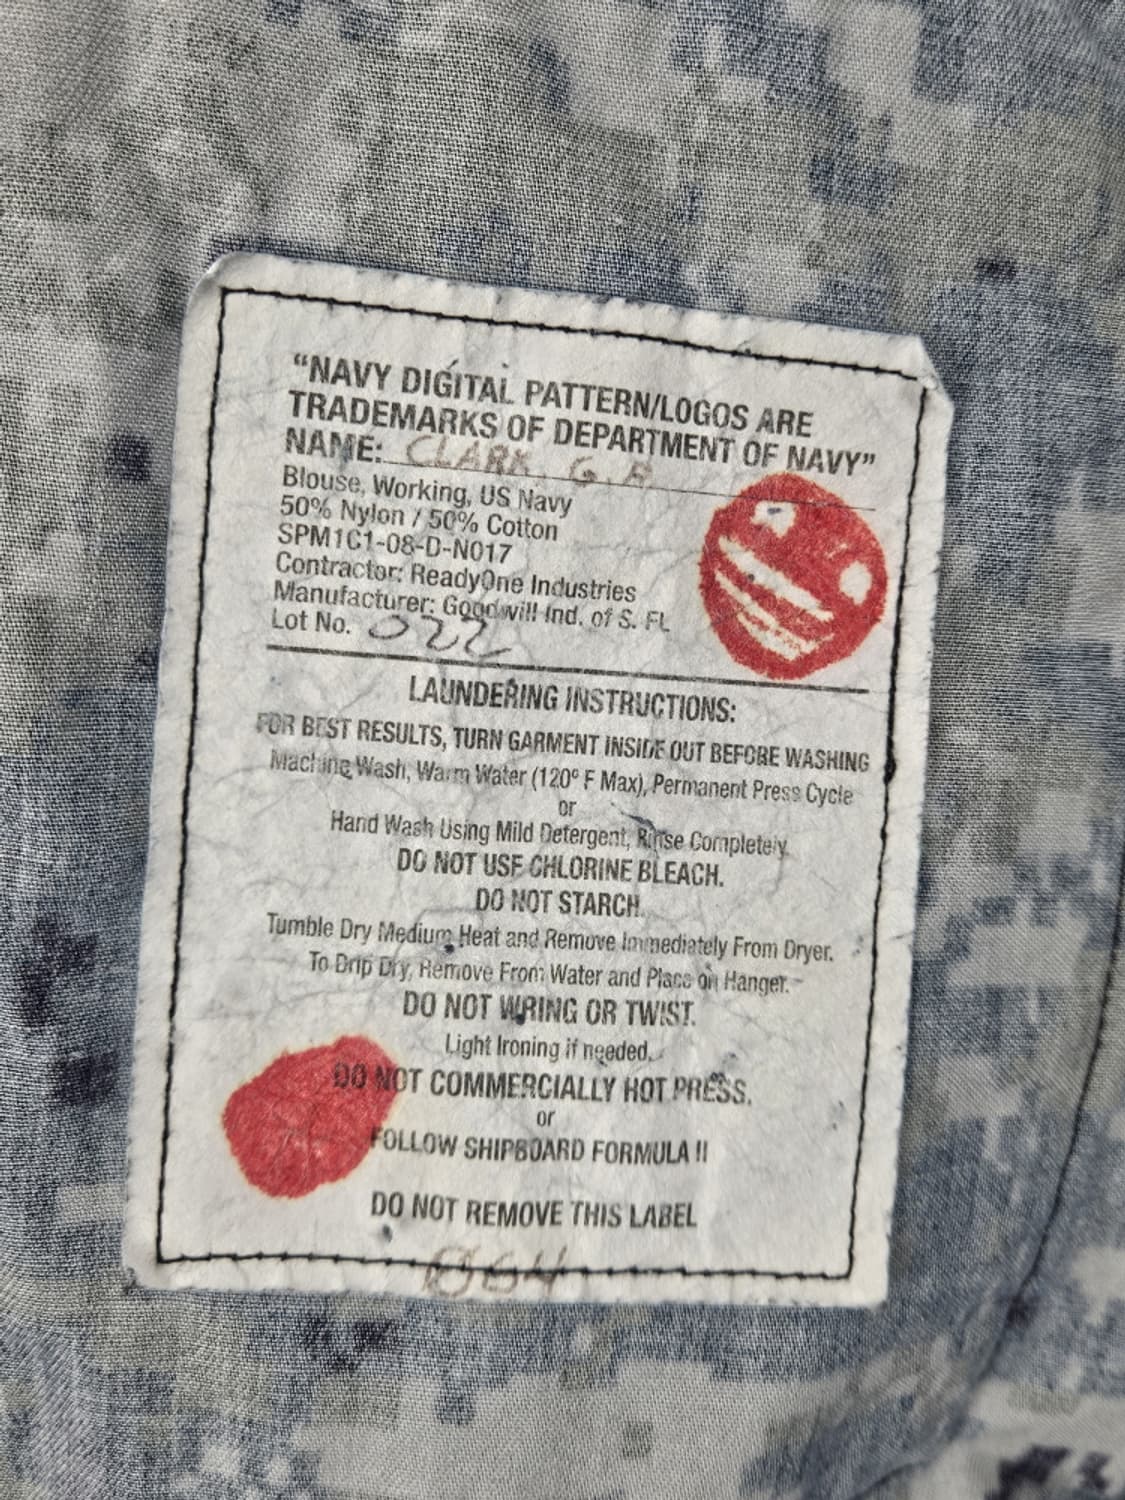 “NAVY DIGITAL PATTERN/LOGOS ARE
TRADEMARKS OF DEPARTMENT OF NAVY”
NAME: CLARK, G.
Blouse, Working, US Navy
50% Nylon / 50% Cotton
SPM1C1-08-D-N017
Contractor: ReadyOne Industries
Manufacturer: Goodwill Ind. of S. FL
Lot No. 022
LAUNDERING INSTRUCTIONS:
FOR BEST RESULTS, TURN GARMENT INSIDE OUT BEFORE WASHING
Machine Wash, Warm Water (120° F Max), Permanent Press Cycle
or
Hand Wash Using Mild Detergent, Rinse Completely.
DO NOT USE CHLORINE BLEACH.
DO NOT STARCH.
Tumble Dry Medium Heat and Remove Immediately From Dryer.
To Drip Dry, Remove From Water and Place on Hanger.
DO NOT WRING OR TWIST.
Light Ironing if needed.
DO NOT COMMERCIALLY HOT PRESS.
or
FOLLOW SHIPBOARD FORMULA II
DO NOT REMOVE THIS LABEL